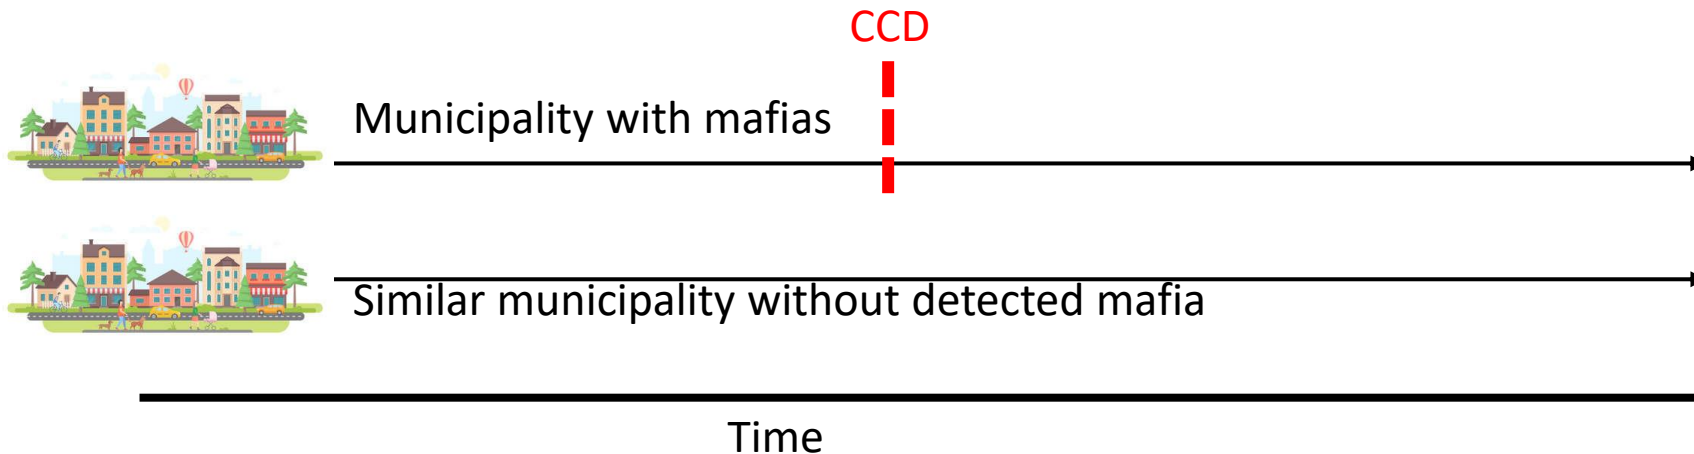 CCD
Municipality with mafias
Similar municipality without detected mafia
Time